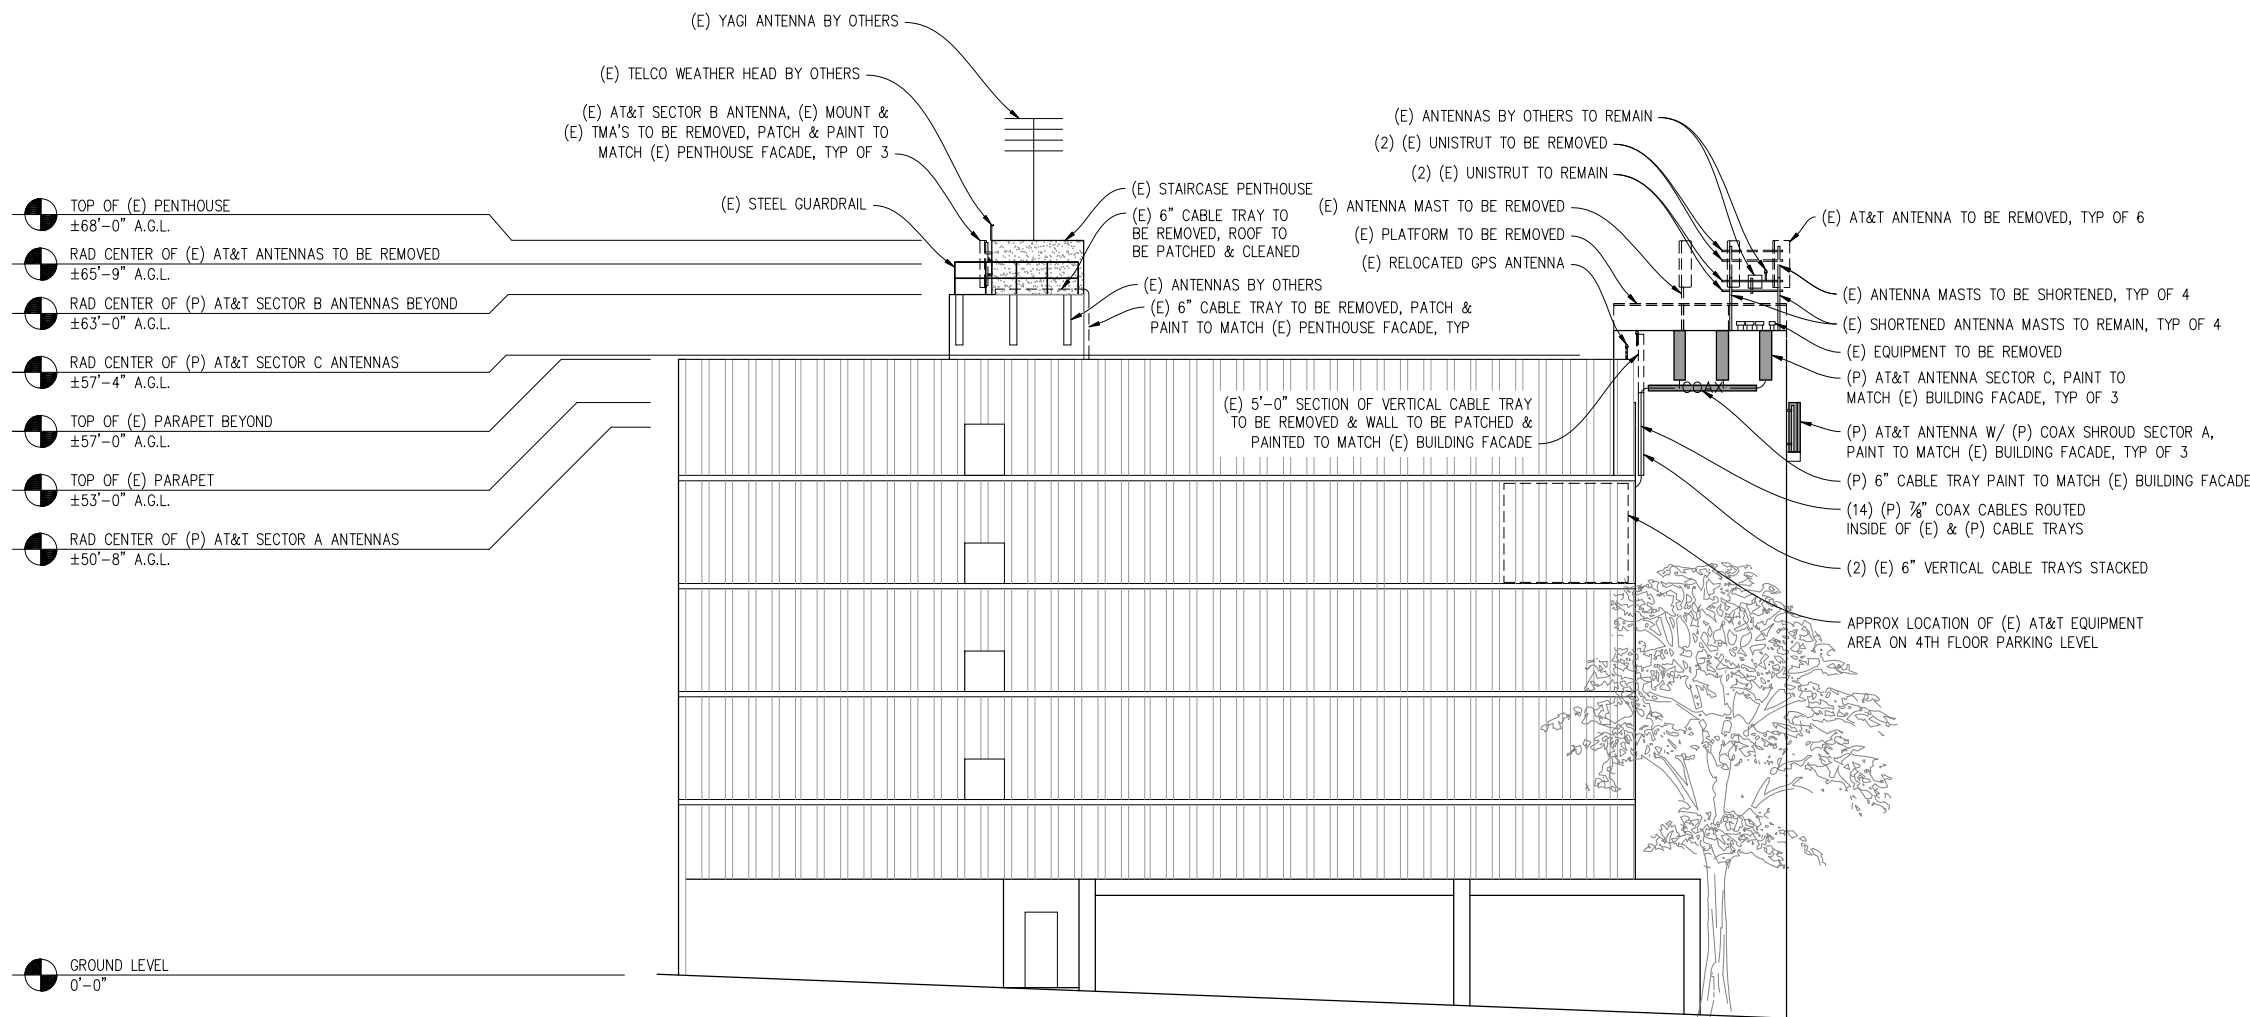 (E) YAGI ANTENNA BY OTHERS
(E) TELCO WEATHER HEAD BY OTHERS
(E) AT&T SECTOR B ANTENNA, (E) MOUNT &
(E) TMA'S TO BE REMOVED, PATCH & PAINT TO
MATCH (E) PENTHOUSE FACADE, TYP OF 3
(E) STEEL GUARDRAIL
TOP OF (E) PENTHOUSE
±68'-0" A.G.L.
RAD CENTER OF (E) AT&T ANTENNAS TO BE REMOVED
±65'-9" A.G.L.
RAD CENTER OF (P) AT&T SECTOR B ANTENNAS BEYOND
±63'-0" A.G.L.
RAD CENTER OF (P) AT&T SECTOR C ANTENNAS
±57'-4" A.G.L.
TOP OF (E) PARAPET BEYOND
±57'-0" A.G.L.
TOP OF (E) PARAPET
±53'-0" A.G.L.
RAD CENTER OF (P) AT&T SECTOR A ANTENNAS
±50'-8" A.G.L.
GROUND LEVEL
0'-0"
(E) STAIRCASE PENTHOUSE
(E) 6" CABLE TRAY TO
BE REMOVED, ROOF TO
BE PATCHED & CLEANED
(E) ANTENNAS BY OTHERS
(E) 6" CABLE TRAY TO BE REMOVED, PATCH &
PAINT TO MATCH (E) PENTHOUSE FACADE, TYP
(E) ANTENNAS BY OTHERS TO REMAIN
(2) (E) UNISTRUT TO BE REMOVED
(2) (E) UNISTRUT TO REMAIN
(E) ANTENNA MAST TO BE REMOVED
(E) PLATFORM TO BE REMOVED
(E) RELOCATED GPS ANTENNA
(E) 5'-0" SECTION OF VERTICAL CABLE TRAY
TO BE REMOVED & WALL TO BE PATCHED &
PAINTED TO MATCH (E) BUILDING FACADE
COAX
(E) AT&T ANTENNA TO BE REMOVED, TYP OF 6
(E) ANTENNA MASTS TO BE SHORTENED, TYP OF 4
(E) SHORTENED ANTENNA MASTS TO REMAIN, TYP OF 4
(E) EQUIPMENT TO BE REMOVED
(P) AT&T ANTENNA SECTOR C, PAINT TO
MATCH (E) BUILDING FACADE, TYP OF 3
(P) AT&T ANTENNA W/ (P) COAX SHROUD SECTOR A,
PAINT TO MATCH (E) BUILDING FACADE, TYP OF 3
(P) 6" CABLE TRAY PAINT TO MATCH (E) BUILDING FACADE
(14) (P) ⅞" COAX CABLES ROUTED
INSIDE OF (E) & (P) CABLE TRAYS
(2) (E) 6" VERTICAL CABLE TRAYS STACKED
APPROX LOCATION OF (E) AT&T EQUIPMENT
AREA ON 4TH FLOOR PARKING LEVEL